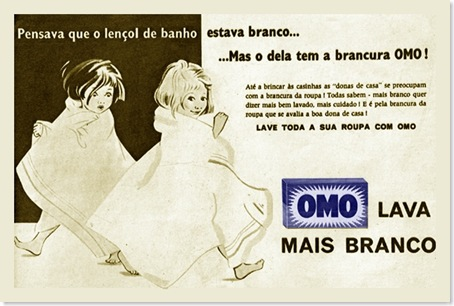 Pensava que o lençol de banho estava branco...
...Mas o dela tem a brancura OMO!
Até a brincar às casinhas as "donas de casa" se preocupam
com a brancura da roupa! Todas sabem - mais branco quer
dizer mais bem lavado, mais cuidado! E é pela brancura da
roupa que se avalia a boa dona de casa!
LAVE TODA A SUA ROUPA COM OMO
OMO LAVA
MAIS BRANCO